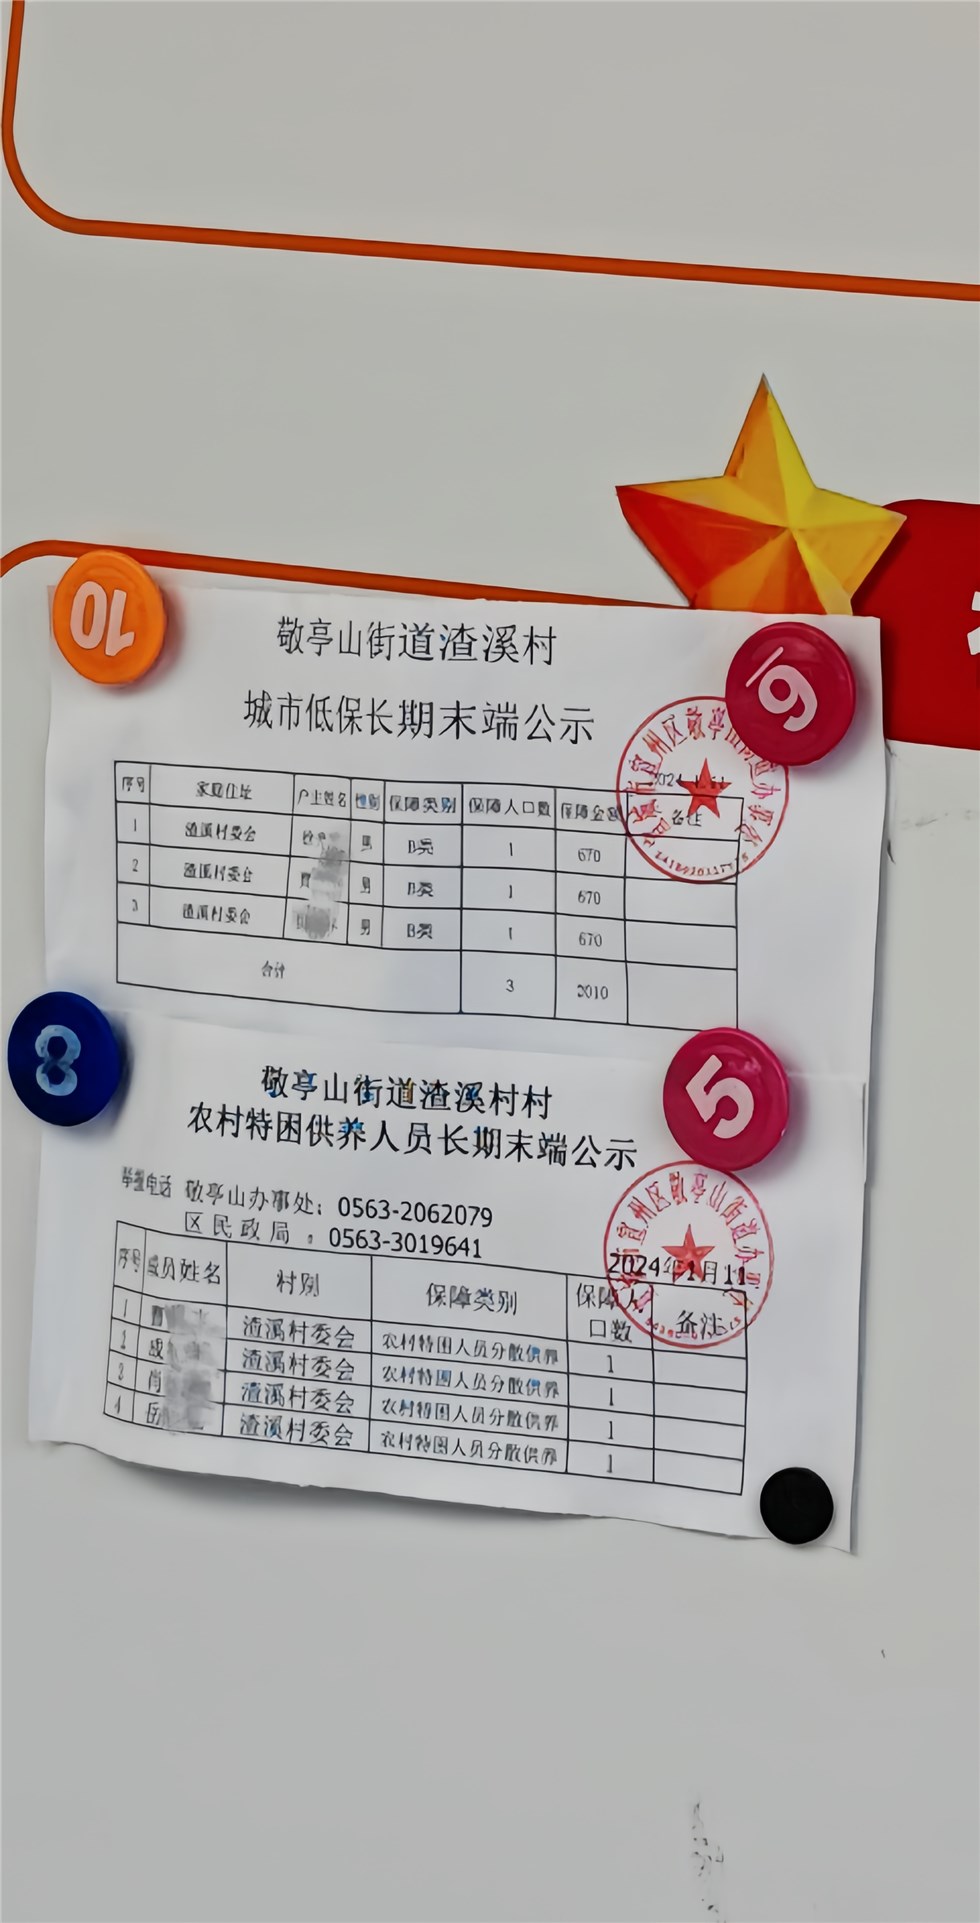 10
9
敬亭山街道渣溪村
城市低保长期末端公示
序号 家庭住址 户主姓名 性别 保障类别 保障人口数 保障金额 备注
1 渣溪村委会 男 B类 1 670
2 渣溪村委会 男 B类 1 670
3 渣溪村委会 男 B类 1 670
合计 3 2010
8
5
敬亭山街道渣溪村村
农村特困供养人员长期末端公示
举报电话 敬亭山办事处：0563-2062079
区民政局 。0563-3019641
2024年1月11
序号 成员姓名 村别 保障类别 保障人口数 备注
1 渣溪村委会 农村特困人员分散供养 1
2 成 渣溪村委会 农村特困人员分散供养 1
3 肖 渣溪村委会 农村特困人员分散供养 1
4 岳 渣溪村委会 农村特困人员分散供养 1